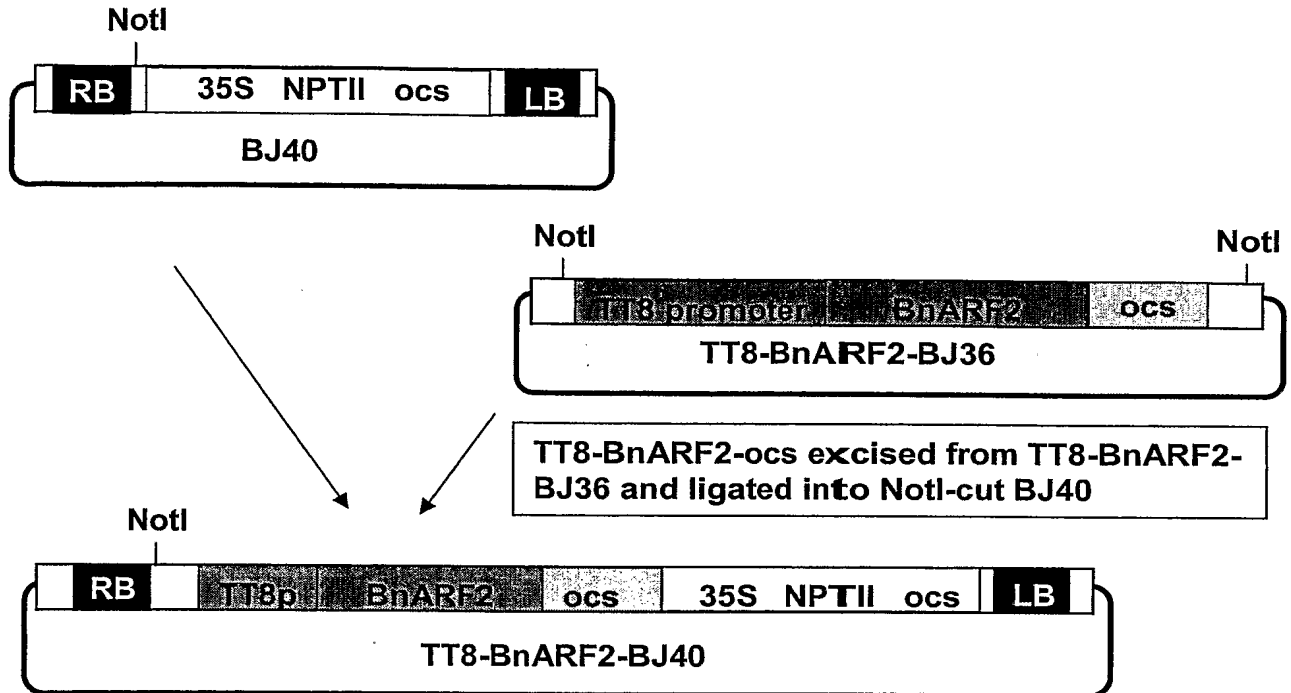 NotI
RB 35S NPTII ocs LB
BJ40
NotI NotI
TT8 promoter BnARF2 ocs
TT8-BnARF2-BJ36
TT8-BnARF2-ocs excised from TT8-BnARF2-
BJ36 and ligated into NotI-cut BJ40
NotI
RB TT8p BnARF2 ocs 35S NPTII ocs LB
TT8-BnARF2-BJ40